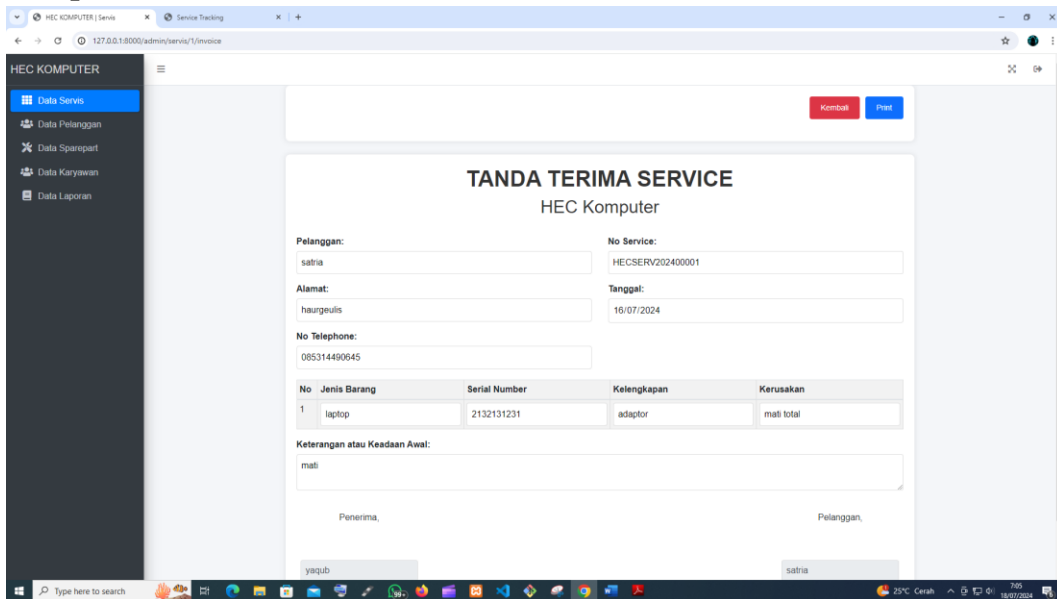 HEC KOMPUTER | Servis
Service Tracking
127.0.0.1:8000/admin/servis/1/invoice
HEC KOMPUTER
Data Servis
Data Pelanggan
Data Sparepart
Data Karyawan
Data Laporan
Kembali Print
TANDA TERIMA SERVICE
HEC Komputer
Pelanggan: No Service:
satria HECSERV202400001
Alamat: Tanggal:
haurgeulis 16/07/2024
No Telephone:
085314490645
No Jenis Barang Serial Number Kelengkapan Kerusakan
1 laptop 2132131231 adaptor mati total
Keterangan atau Keadaan Awal:
mati
Penerima, Pelanggan,
yaqub satria
Type here to search
99+
25°C Cerah
7:05
18/07/2024